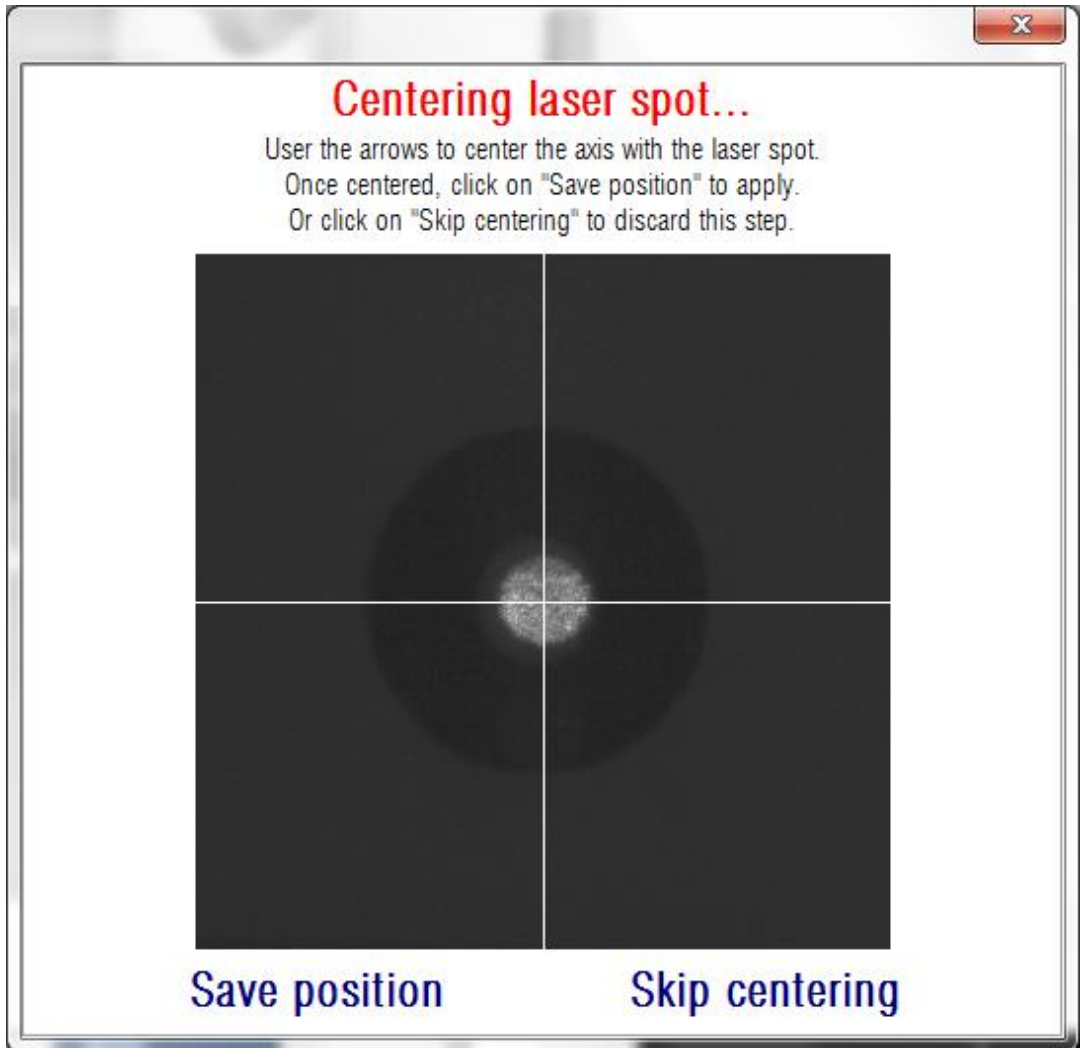 Centering laser spot...
User the arrows to center the axis with the laser spot.
Once centered, click on "Save position" to apply.
Or click on "Skip centering" to discard this step.
Save position
Skip centering